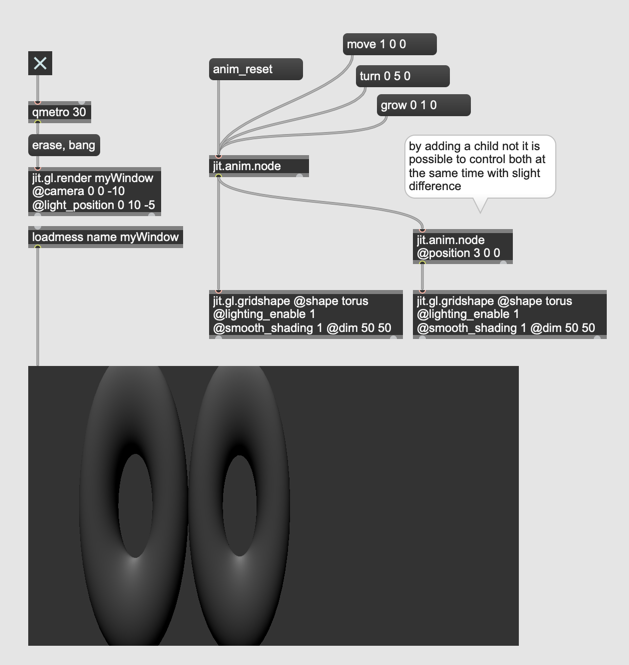 move 1 0 0
anim_reset
turn 0 5 0
grow 0 1 0
qmetro 30
erase, bang
jit.gl.render myWindow
@camera 0 0 -10
@light_position 0 10 -5
loadmess name myWindow
jit.anim.node
by adding a child not it is
possible to control both at
the same time with slight
difference
jit.anim.node
@position 3 0 0
jit.gl.gridshape @shape torus
@lighting_enable 1
@smooth_shading 1 @dim 50 50
jit.gl.gridshape @shape torus
@lighting_enable 1
@smooth_shading 1 @dim 50 50